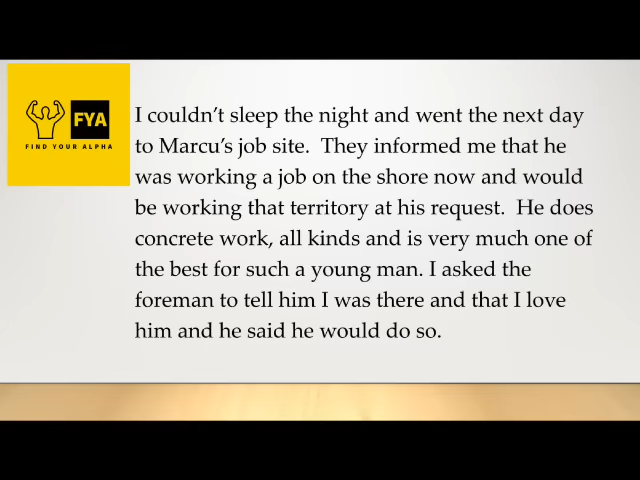 FYA
FIND YOUR ALPHA
I couldn’t sleep the night and went the next day
to Marcu’s job site.  They informed me that he
was working a job on the shore now and would
be working that territory at his request.  He does
concrete work, all kinds and is very much one of
the best for such a young man. I asked the
foreman to tell him I was there and that I love
him and he said he would do so.